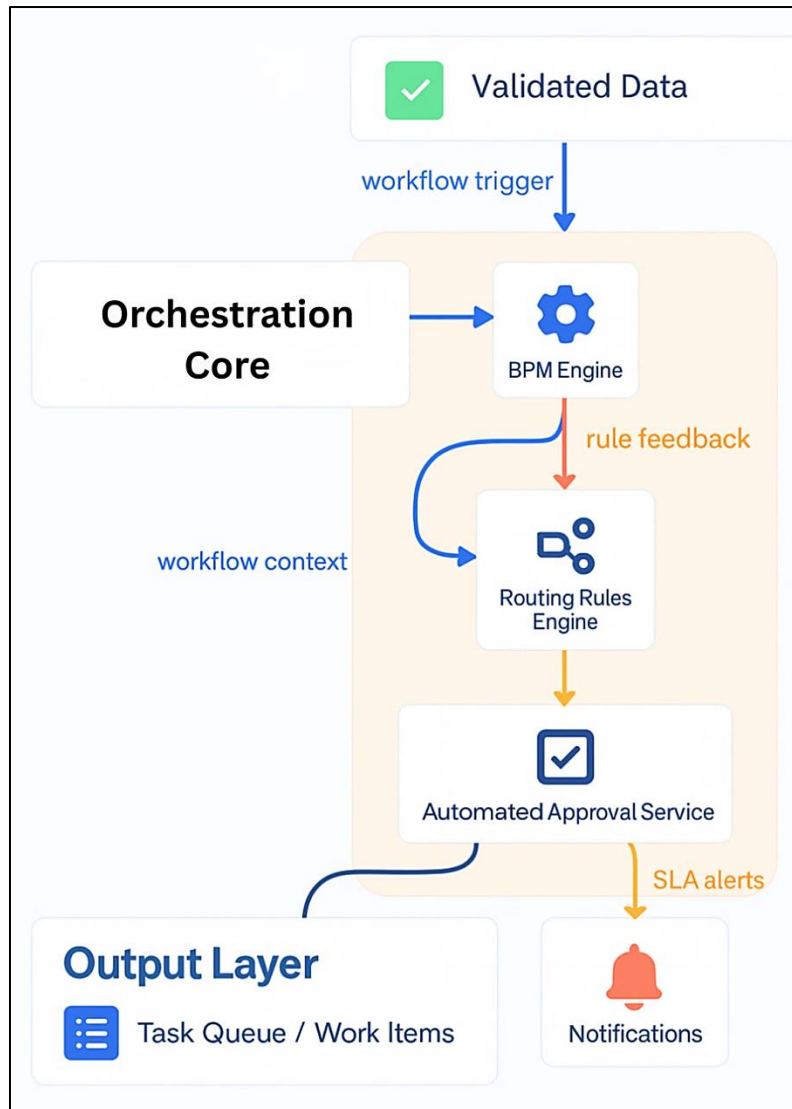 Validated Data
workflow trigger
Orchestration
Core
BPM Engine
rule feedback
workflow context
Routing Rules
Engine
Automated Approval Service
SLA alerts
Output Layer
Task Queue / Work Items
Notifications